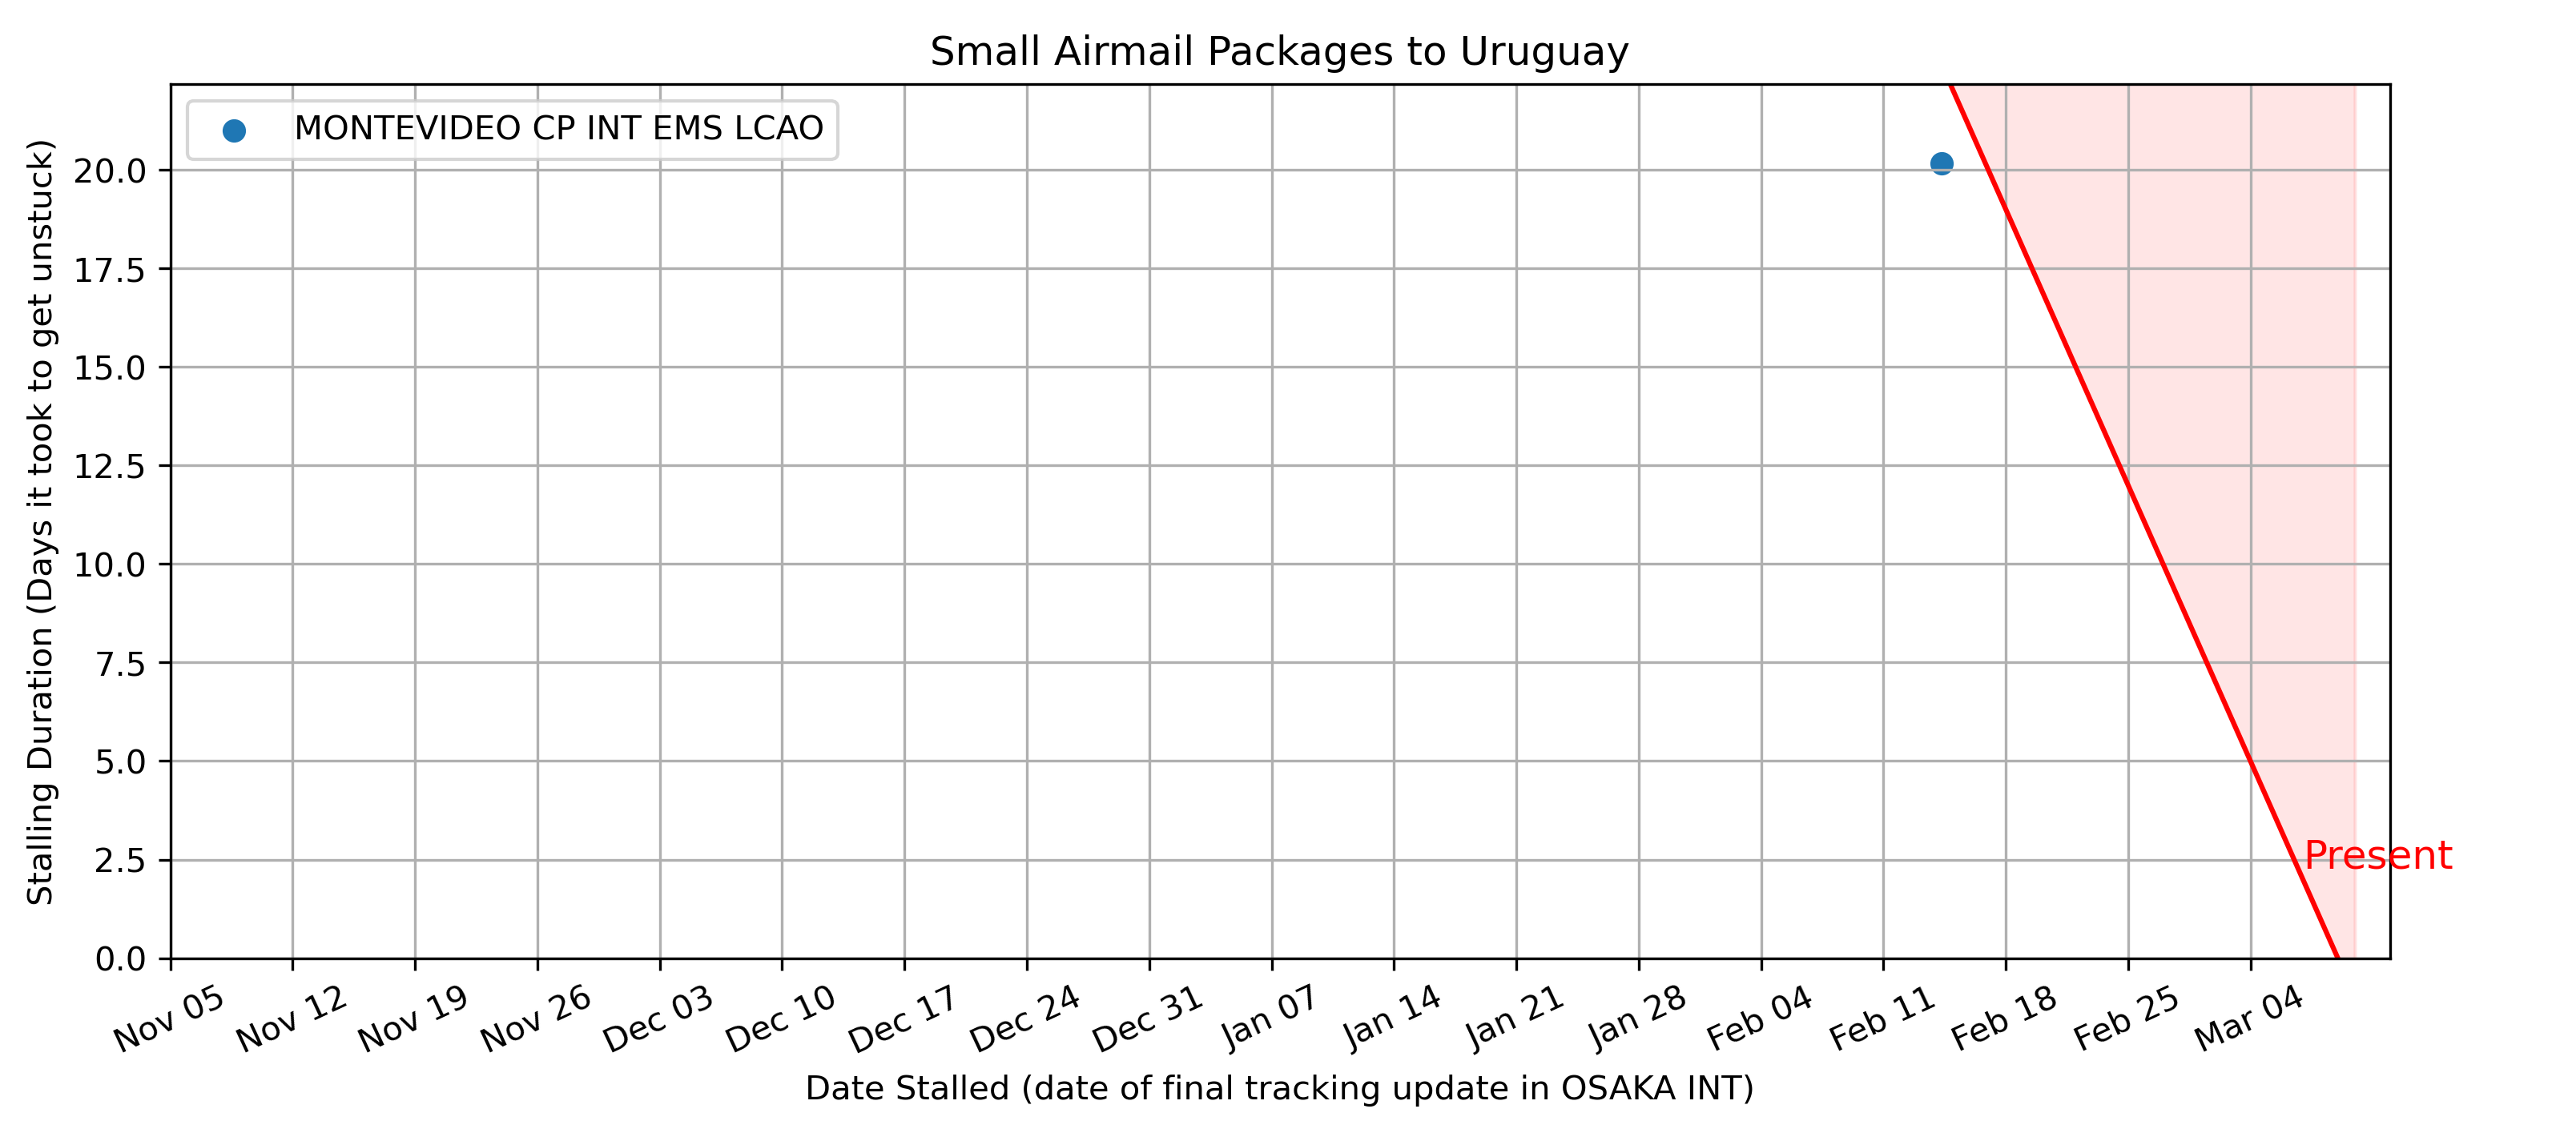 Small Airmail Packages to Uruguay
MONTEVIDEO CP INT EMS LCAO
Stalling Duration (Days it took to get unstuck)
20.0
17.5
15.0
12.5
10.0
7.5
5.0
2.5
0.0
Present
Nov 05
Nov 12
Nov 19
Nov 26
Dec 03
Dec 10
Dec 17
Dec 24
Dec 31
Jan 07
Jan 14
Jan 21
Jan 28
Feb 04
Feb 11
Feb 18
Feb 25
Mar 04
Date Stalled (date of final tracking update in OSAKA INT)